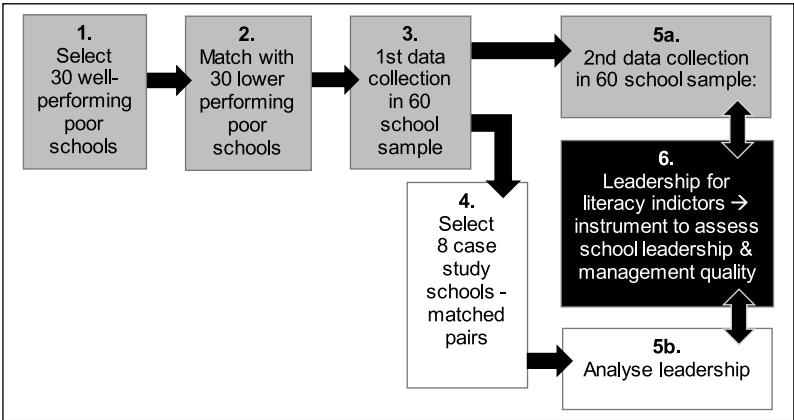 1.
Select
30 well-
performing
poor
schools
2.
Match with
30 lower
performing
poor
schools
3.
1st data
collection
in 60
school
sample
5a.
2nd data
collection
in 60 school
sample:
4.
Select
8 case
study
schools -
matched
pairs
6.
Leadership for
literacy indictors →
instrument to assess
school leadership &
management quality
5b.
Analyse leadership